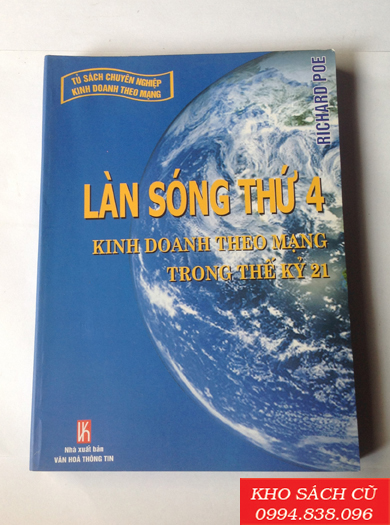 TỦ SÁCH CHUYÊN NGHIỆP
KINH DOANH THEO MẠNG
RICHARD POE
LÀN SÓNG THỨ 4
KINH DOANH THEO MẠNG
TRONG THẾ KỶ 21
Nhà xuất bản
VĂN HOÁ THÔNG TIN
KHO SÁCH CŨ
0994.838.096